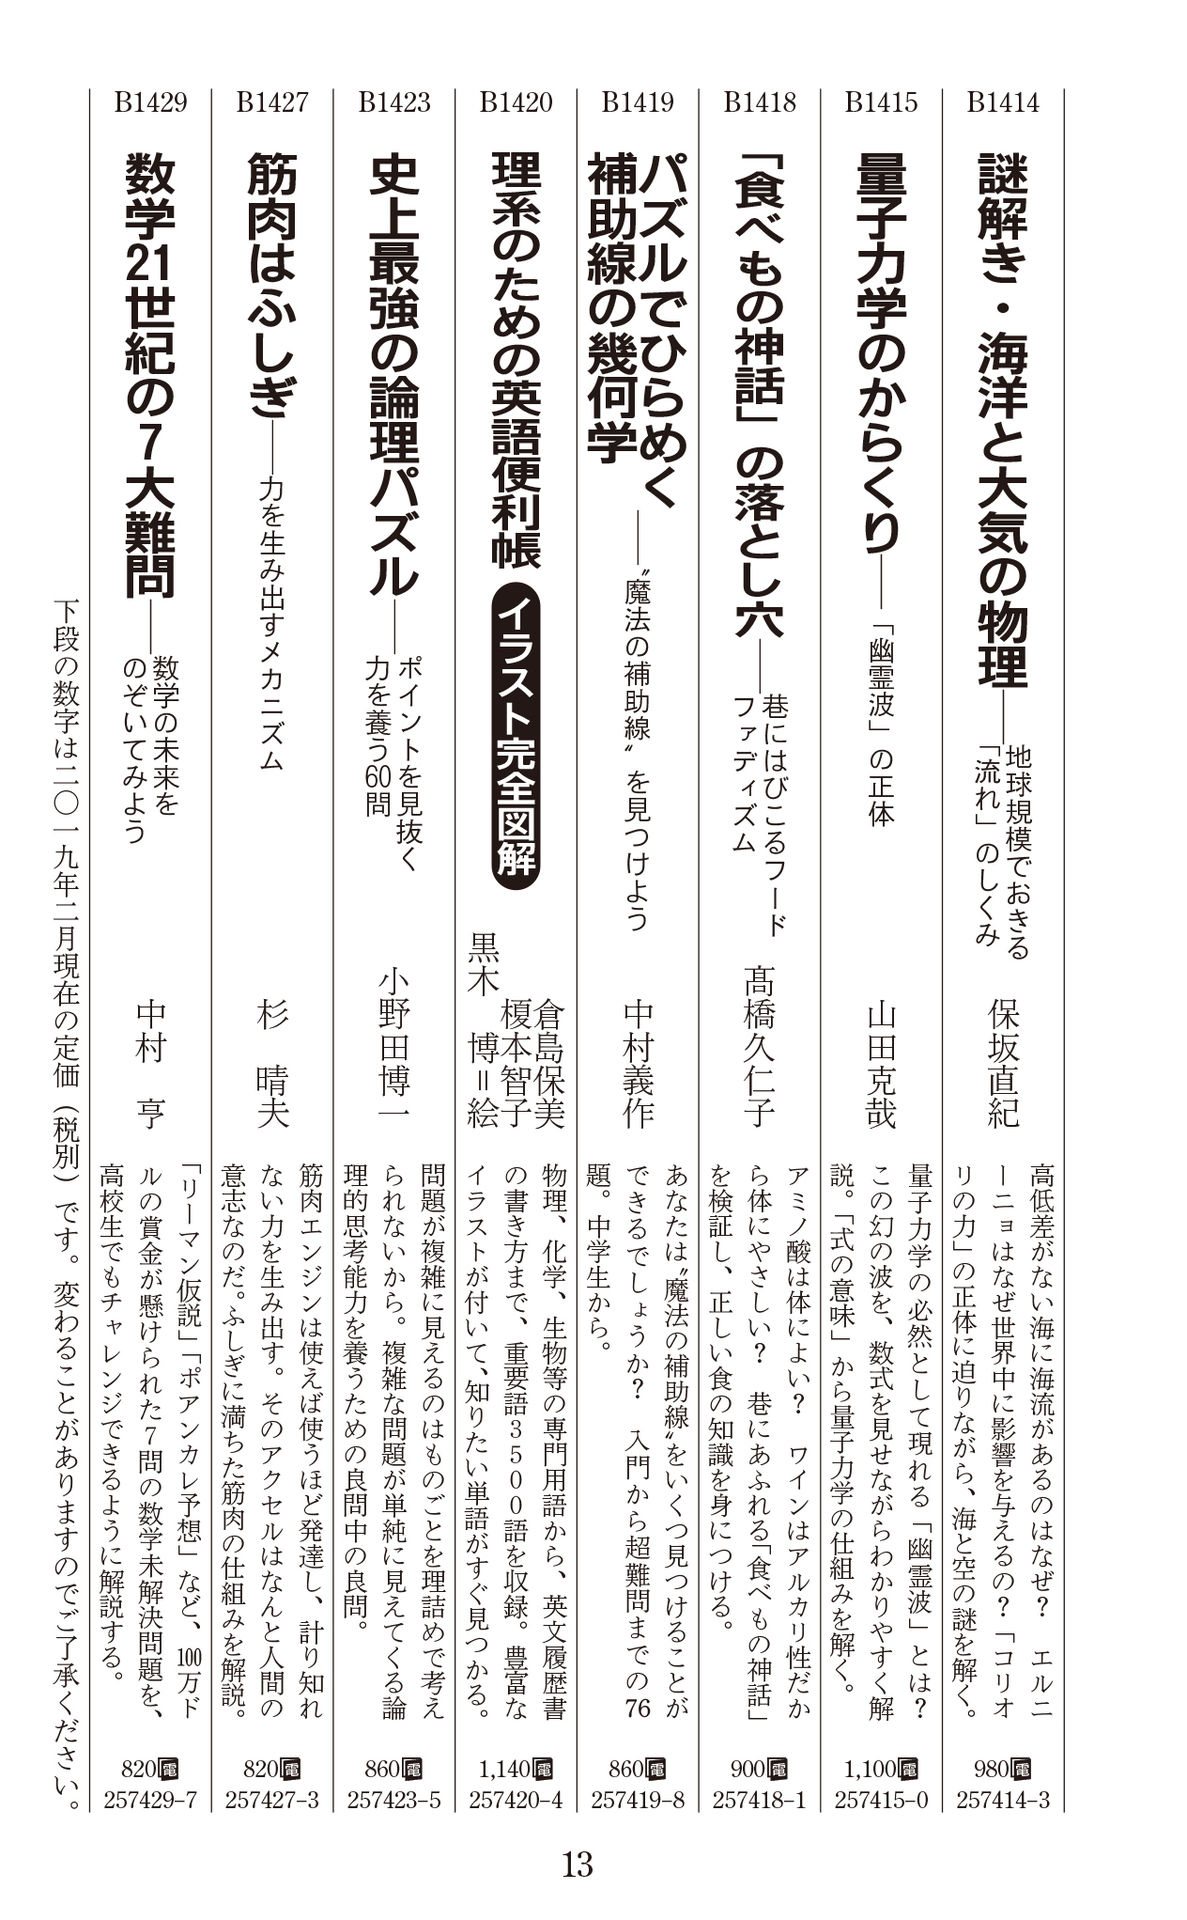 B1414
謎解き・海洋と大気の物理
――地球規模でおきる
「流れ」のしくみ
保坂直紀
高低差がない海に海流があるのはなぜ？　エルニ
ーニョはなぜ世界中に影響を与えるの？「コリオ
リの力」の正体に迫りながら、海と空の謎を解く。
980電
257414-3
B1415
量子力学のからくり
――「幽霊波」の正体
山田克哉
量子力学の必然として現れる「幽霊波」とは？
この幻の波を、数式を見せながらわかりやすく解
説。「式の意味」から量子力学の仕組みを解く。
1,100電
257415-0
B1418
「食べもの神話」の落とし穴
――巷にはびこるフード
ファディズム
髙橋久仁子
アミノ酸は体によい？　ワインはアルカリ性だか
ら体にやさしい？　巷にあふれる「食べもの神話」
を検証し、正しい食の知識を身につける。
900電
257418-1
B1419
パズルでひらめく
補助線の幾何学
――〝魔法の補助線〟を見つけよう
中村義作
あなたは〝魔法の補助線〟をいくつ見つけることが
できるでしょうか？　入門から超難問までの76
題。中学生から。
860電
257419-8
B1420
理系のための英語便利帳
イラスト完全図解
倉島保美
榎本智子
黒木　博＝絵
物理、化学、生物等の専門用語から、英文履歴書
の書き方まで、重要語3500語を収録。豊富な
イラストが付いて、知りたい単語がすぐ見つかる。
1,140電
257420-4
B1423
史上最強の論理パズル
――ポイントを見抜く
力を養う60問
小野田博一
問題が複雑に見えるのはものごとを理詰めで考え
られないから。複雑な問題が単純に見えてくる論
理的思考能力を養うための良問中の良問。
860電
257423-5
B1427
筋肉はふしぎ
――力を生み出すメカニズム
杉　晴夫
筋肉エンジンは使えば使うほど発達し、計り知れ
ない力を生み出す。そのアクセルはなんと人間の
意志なのだ。ふしぎに満ちた筋肉の仕組みを解説。
820電
257427-3
B1429
数学21世紀の7大難問
――数学の未来を
のぞいてみよう
中村　亨
「リーマン仮説」「ポアンカレ予想」など、100万ド
ルの賞金が懸けられた7問の数学未解決問題を、
高校生でもチャレンジできるように解説する。
820電
257429-7
下段の数字は二〇一九年二月現在の定価（税別）です。変わることがありますのでご了承ください。
13